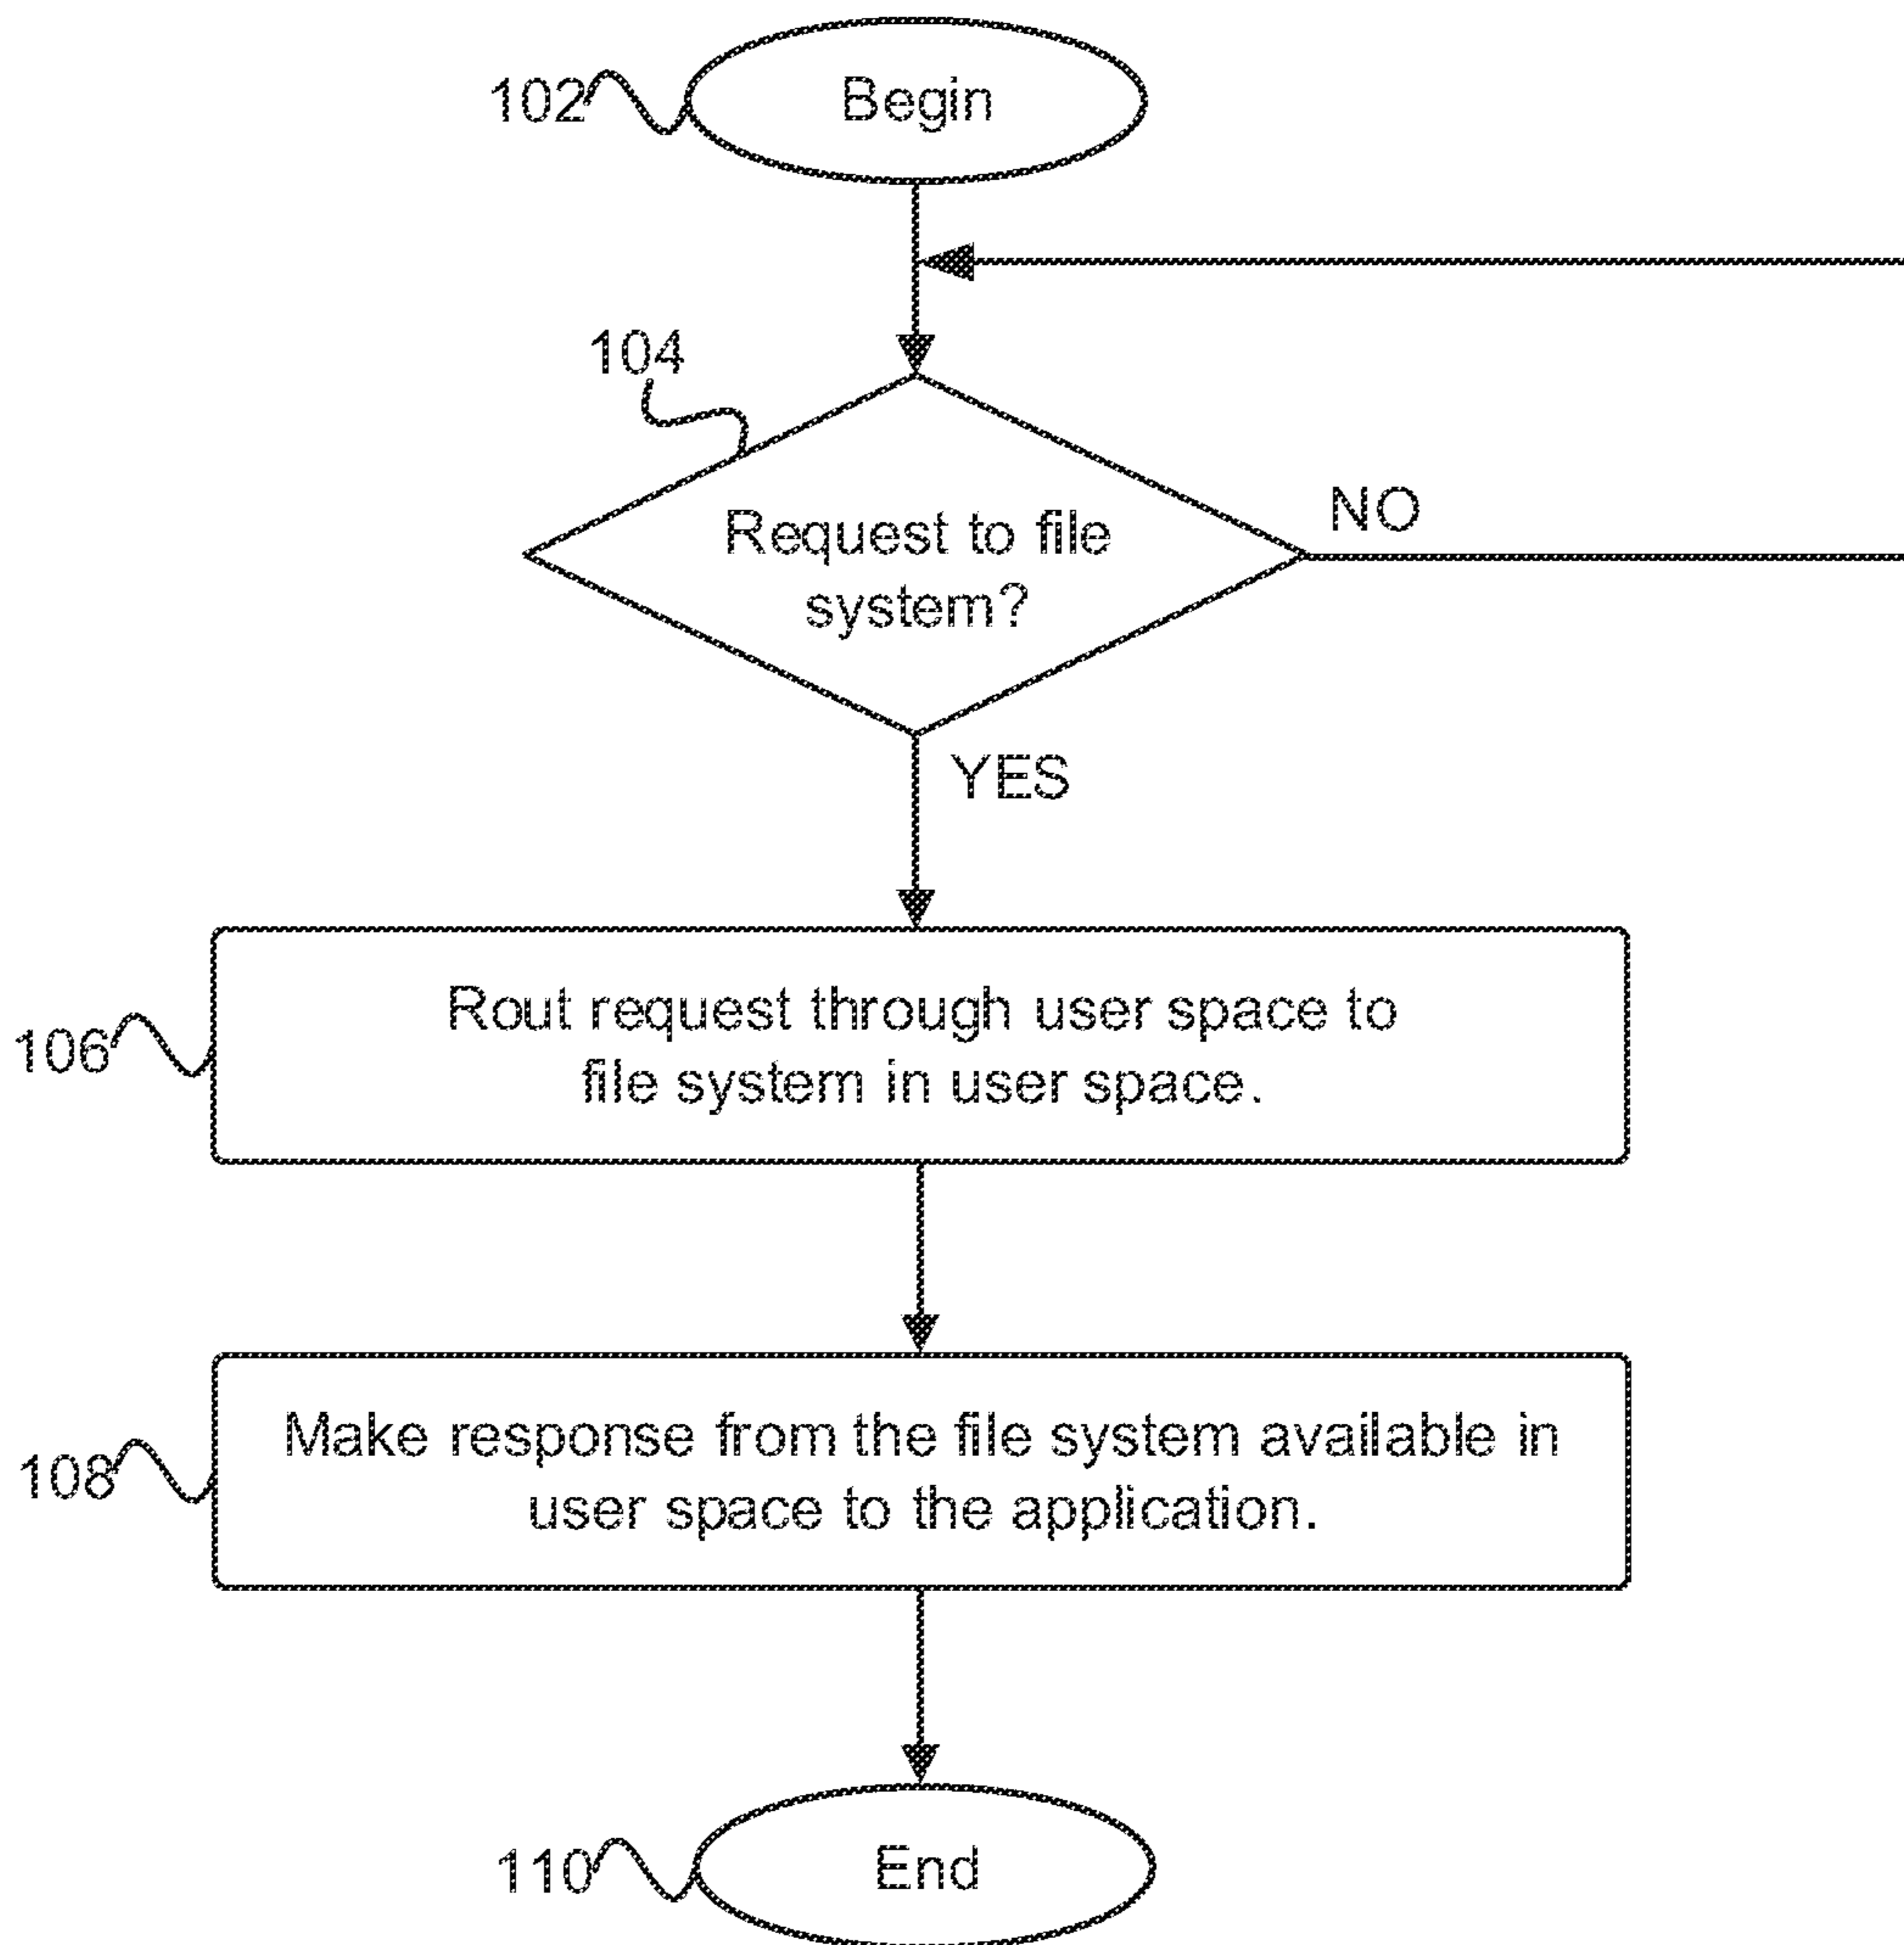 102
Begin
104
Request to file
system?
NO
YES
106
Rout request through user space to
file system in user space.
108
Make response from the file system available in
user space to the application.
110
End